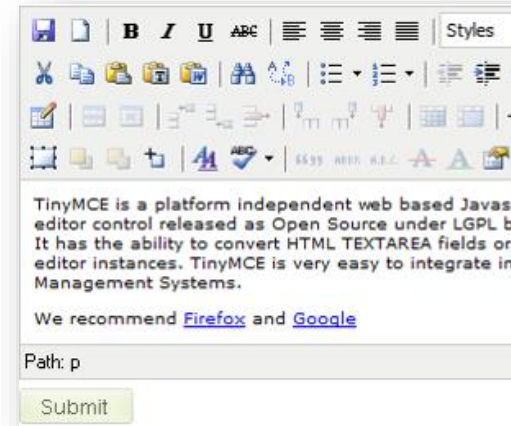 B I U ABC Styles
TinyMCE is a platform independent web based Javas
editor control released as Open Source under LGPL b
It has the ability to convert HTML TEXTAREA fields or
editor instances. TinyMCE is very easy to integrate in
Management Systems.
We recommend Firefox and Google
Path: p
Submit